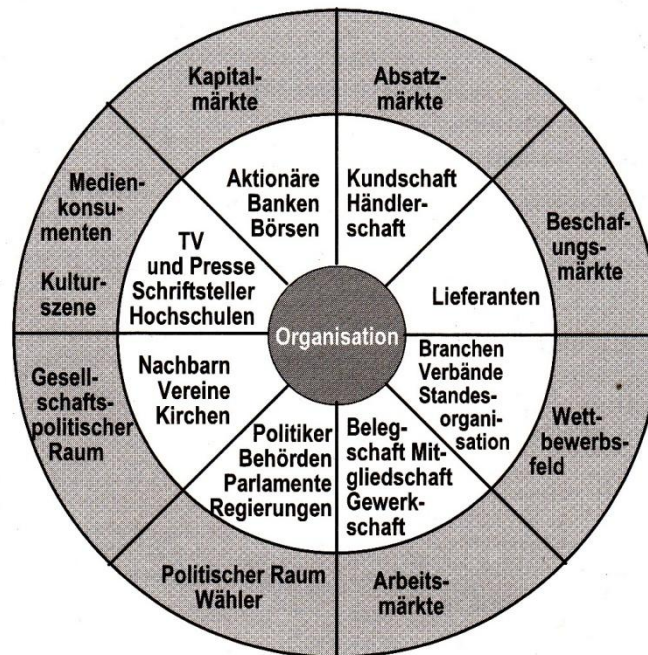 Kapital-
märkte
Absatz-
märkte
Beschaf-
ungs-
märkte
Wett-
bewerbs-
feld
Arbeits-
märkte
Politischer Raum
Wähler
Gesell-
schafts-
politischer
Raum
Kultur-
szene
Medien-
konsu-
menten
Aktionäre
Banken
Börsen
Kundschaft
Händler-
schaft
Lieferanten
Branchen
Verbände
Standes-
organi-
sation
Beleg-
schaft Mit-
gliedschaft
Gewerk-
schaft
Politiker
Behörden
Parlamente
Regierungen
Nachbarn
Vereine
Kirchen
TV
und Presse
Schriftsteller
Hochschulen
Organisation